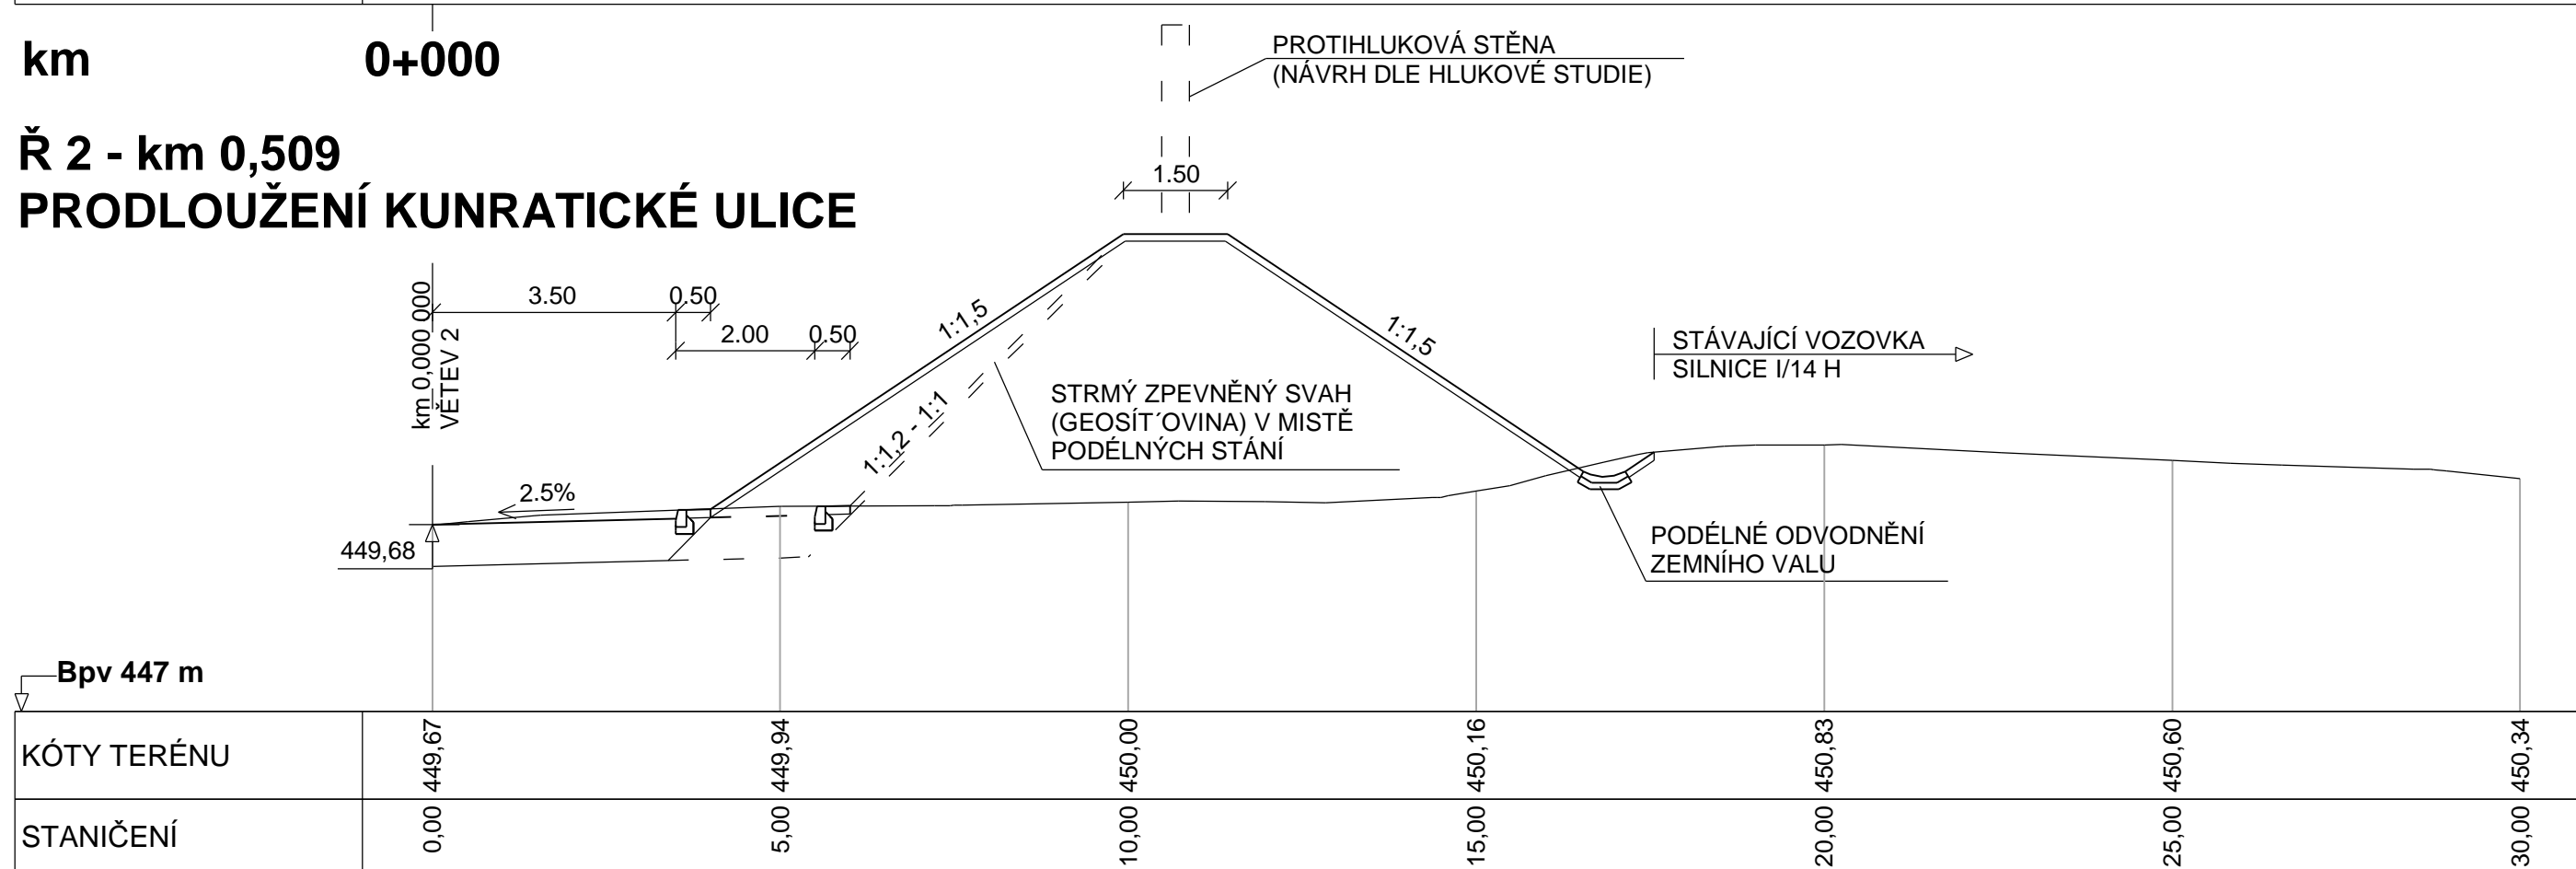 km 0+000
PROTIHLUKOVÁ STĚNA
(NÁVRH DLE HLUKOVÉ STUDIE)
Ř 2 - km 0,509
PRODLOUŽENÍ KUNRATICKÉ ULICE
1.50
3.50 0.50
2.00 0.50
km 0,000 000
VĚTEV 2
1:1,5
1:1,5
1:1,2 - 1:1
STÁVAJÍCÍ VOZOVKA
SILNICE I/14 H
STRMÝ ZPEVNĚNÝ SVAH
(GEOSÍT´OVINA) V MISTĚ
PODÉLNÝCH STÁNÍ
2.5%
449,68
PODÉLNÉ ODVODNĚNÍ
ZEMNÍHO VALU
Bpv 447 m
KÓTY TERÉNU 449,67 449,94 450,00 450,16 450,83 450,60 450,34
STANIČENÍ 0,00 5,00 10,00 15,00 20,00 25,00 30,00